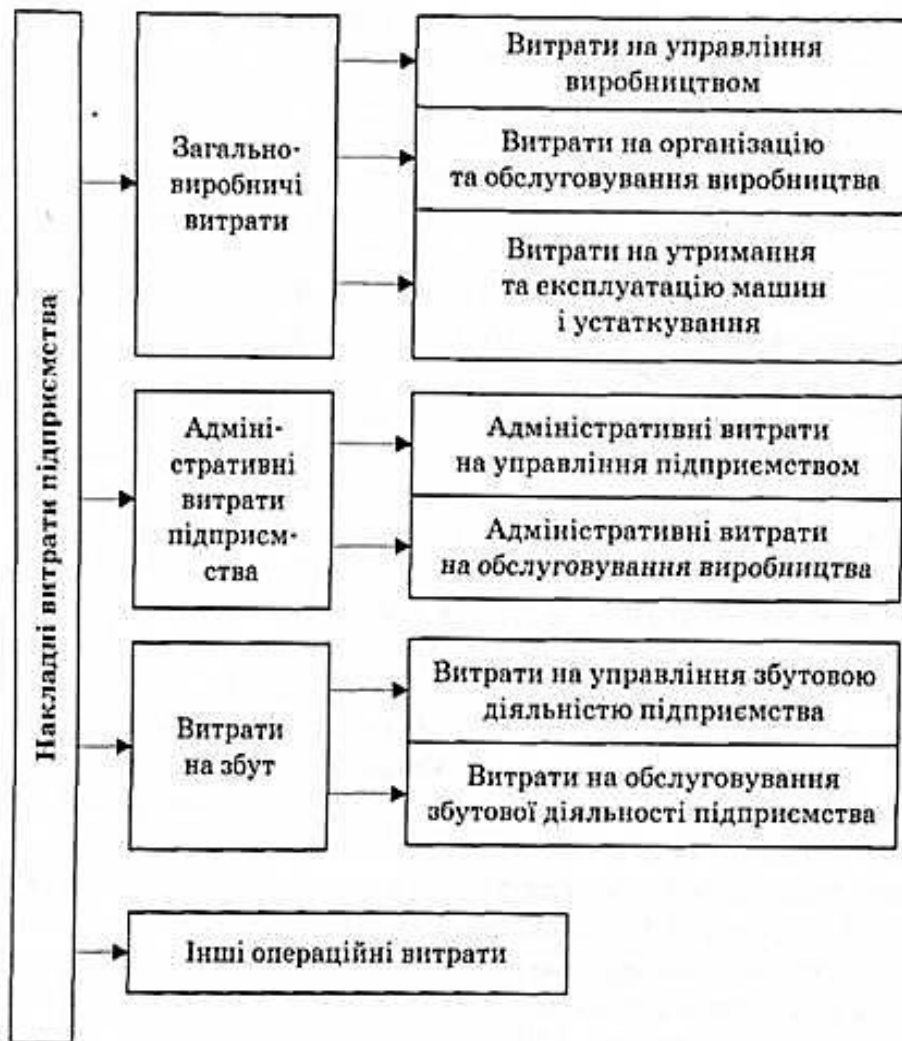 Накладні витрати підприємства
Загально-
виробничі
витрати
Витрати на управління
виробництвом
Витрати на організацію
та обслуговування виробництва
Витрати на утримання
та експлуатацію машин
і устаткування
Адміні-
стративні
витрати
підприєм-
ства
Адміністративні витрати
на управління підприємством
Адміністративні витрати
на обслуговування виробництва
Витрати
на збут
Витрати на управління збутовою
діяльністю підприємства
Витрати на обслуговування
збутової діяльності підприємства
Інші операційні витрати